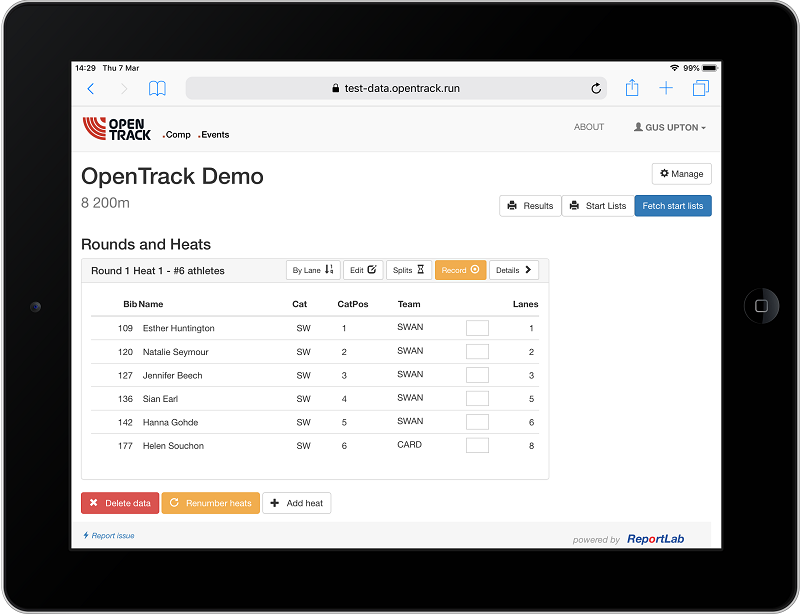 14:29 Thu 7 Mar 99%
test-data.opentrack.run
OPEN TRACK .Comp .Events ABOUT GUS UPTON
OpenTrack Demo Manage
8 200m Results Start Lists Fetch start lists
Rounds and Heats
Round 1 Heat 1 - #6 athletes By Lane Edit Splits Record Details
Bib Name Cat CatPos Team Lanes
109 Esther Huntington SW 1 SWAN 1
120 Natalie Seymour SW 2 SWAN 2
127 Jennifer Beech SW 3 SWAN 3
136 Sian Earl SW 4 SWAN 5
142 Hanna Gohde SW 5 SWAN 6
177 Helen Souchon SW 6 CARD 8
Delete data Renumber heats Add heat
Report issue powered by ReportLab